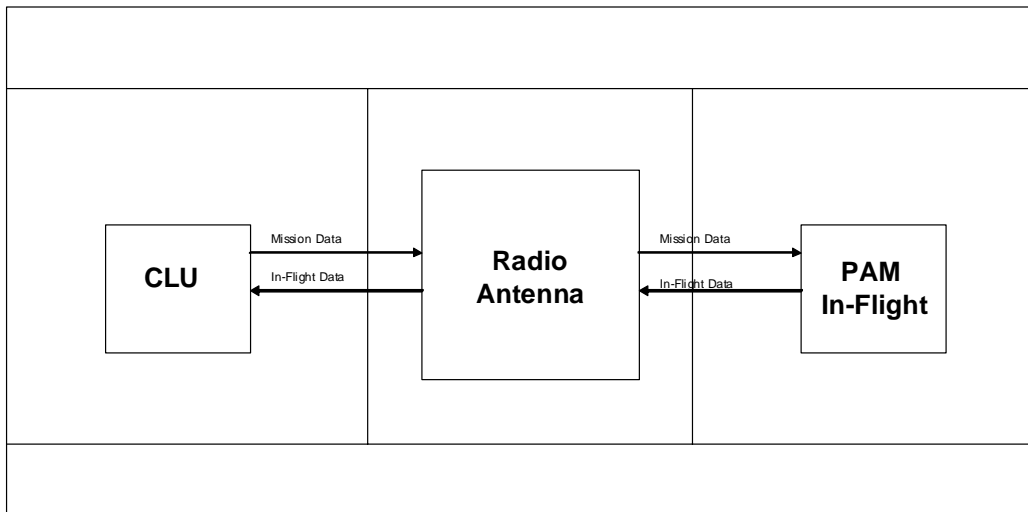 CLU
Mission Data
In-Flight Data
Radio
Antenna
Mission Data
In-Flight Data
PAM
In-Flight